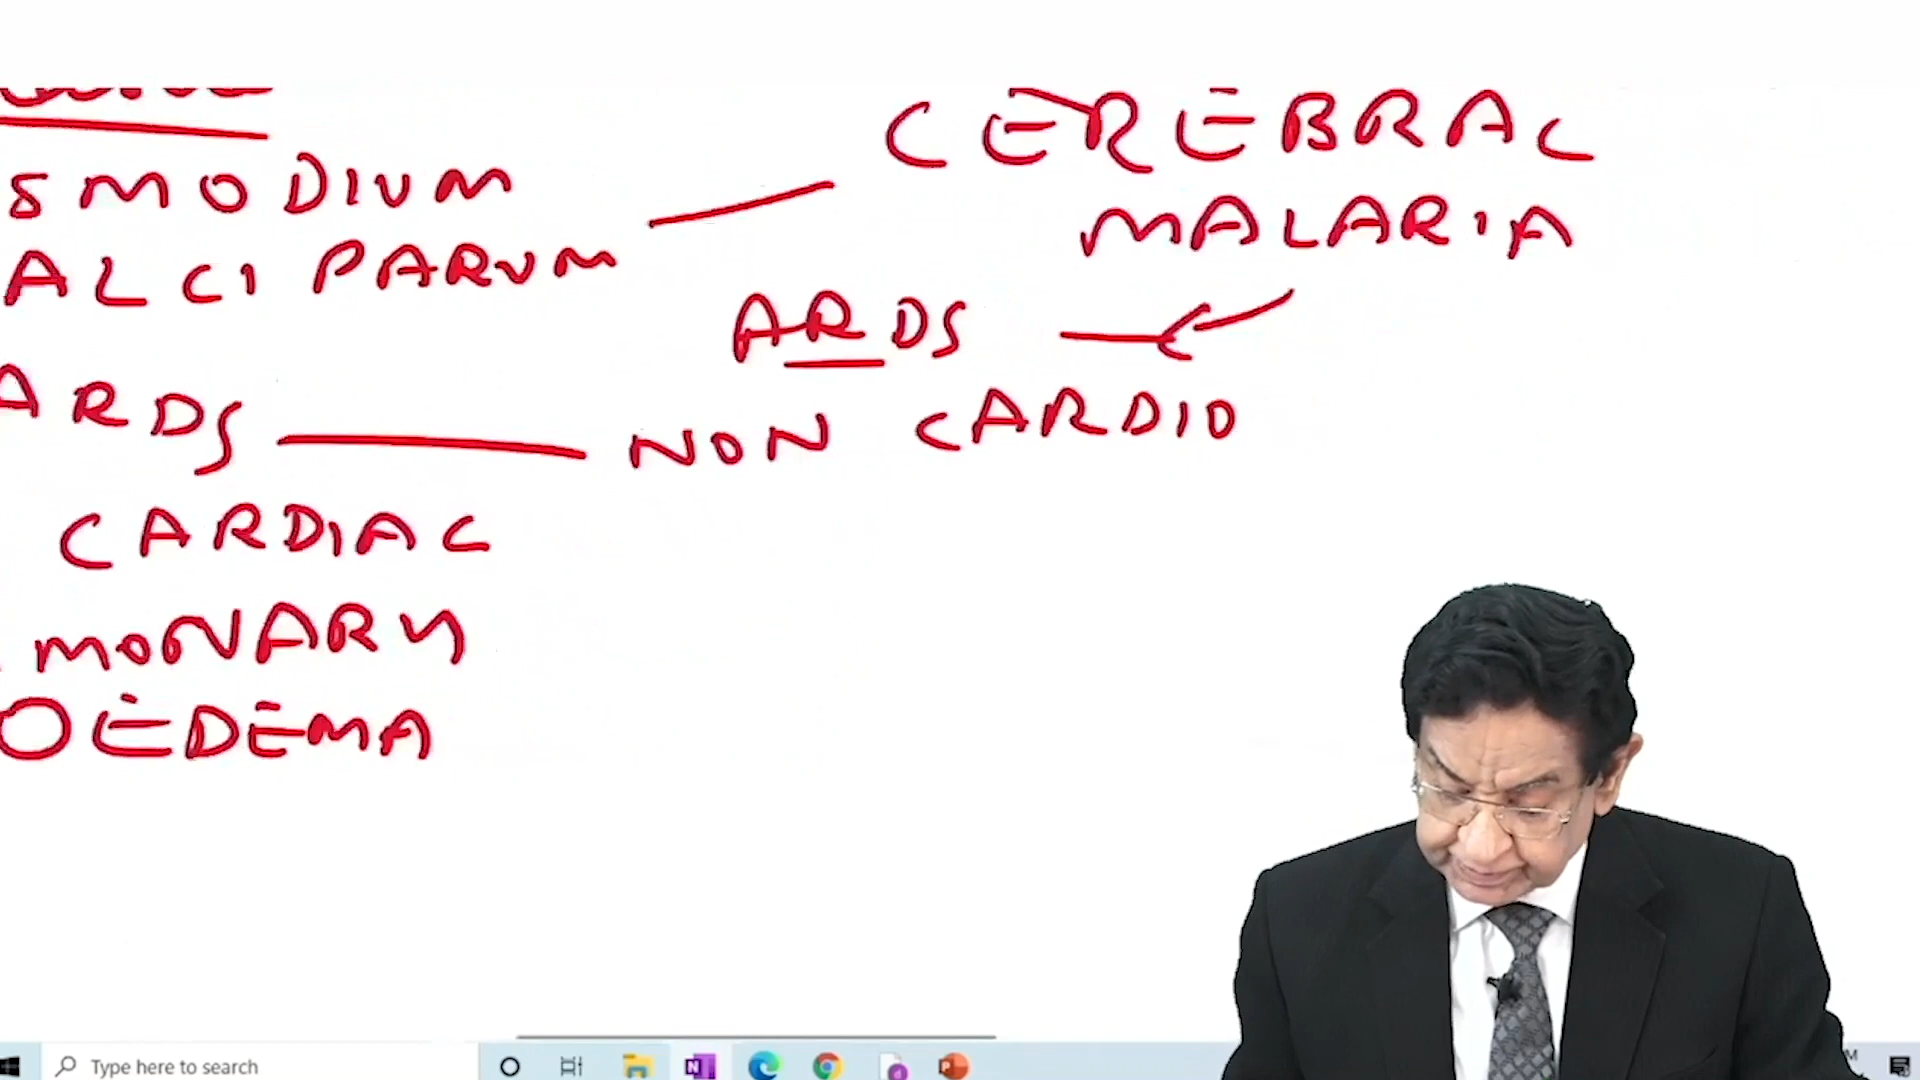 CEREBRAL
SMODIUM
MALARIA
ALCIPARUM
ARDS
ARDS NON CARDIO
CARDIAC
MONARY
OEDEMA
Type here to search